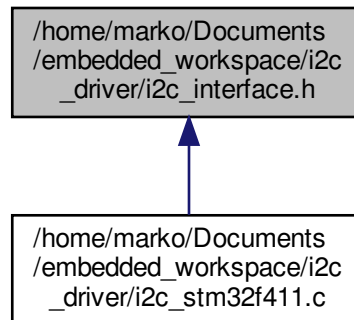 /home/marko/Documents
/embedded_workspace/i2c
_driver/i2c_interface.h
/home/marko/Documents
/embedded_workspace/i2c
_driver/i2c_stm32f411.c